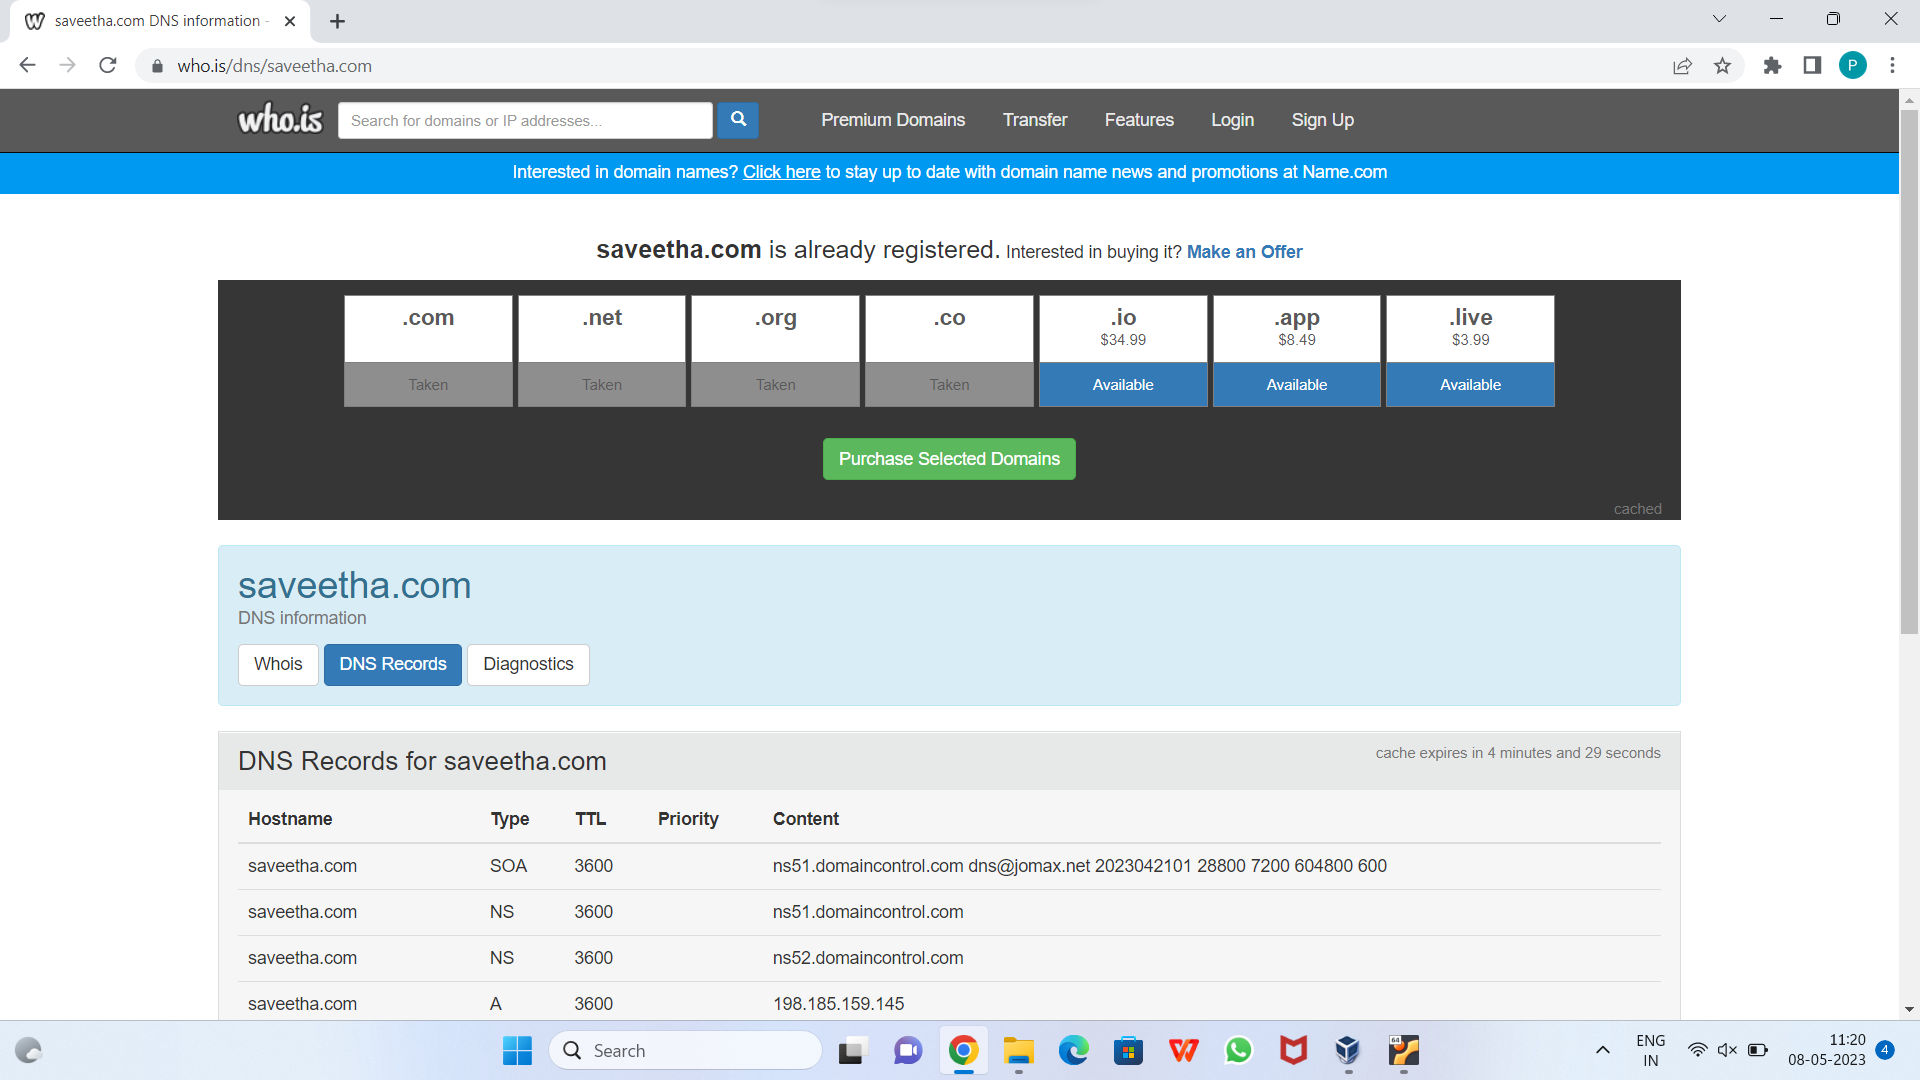 saveetha.com DNS information -
who.is/dns/saveetha.com
P
who.is
Search for domains or IP addresses...
Premium Domains Transfer Features Login Sign Up
Interested in domain names? Click here to stay up to date with domain name news and promotions at Name.com
saveetha.com is already registered. Interested in buying it? Make an Offer
.com .net .org .co .io .app .live
$34.99 $8.49 $3.99
Taken Taken Taken Taken Available Available Available
Purchase Selected Domains
cached
saveetha.com
DNS information
Whois DNS Records Diagnostics
DNS Records for saveetha.com
cache expires in 4 minutes and 29 seconds
Hostname Type TTL Priority Content
saveetha.com SOA 3600 ns51.domaincontrol.com dns@jomax.net 2023042101 28800 7200 604800 600
saveetha.com NS 3600 ns51.domaincontrol.com
saveetha.com NS 3600 ns52.domaincontrol.com
saveetha.com A 3600 198.185.159.145
Search
64
ENG
IN
11:20
08-05-2023
4